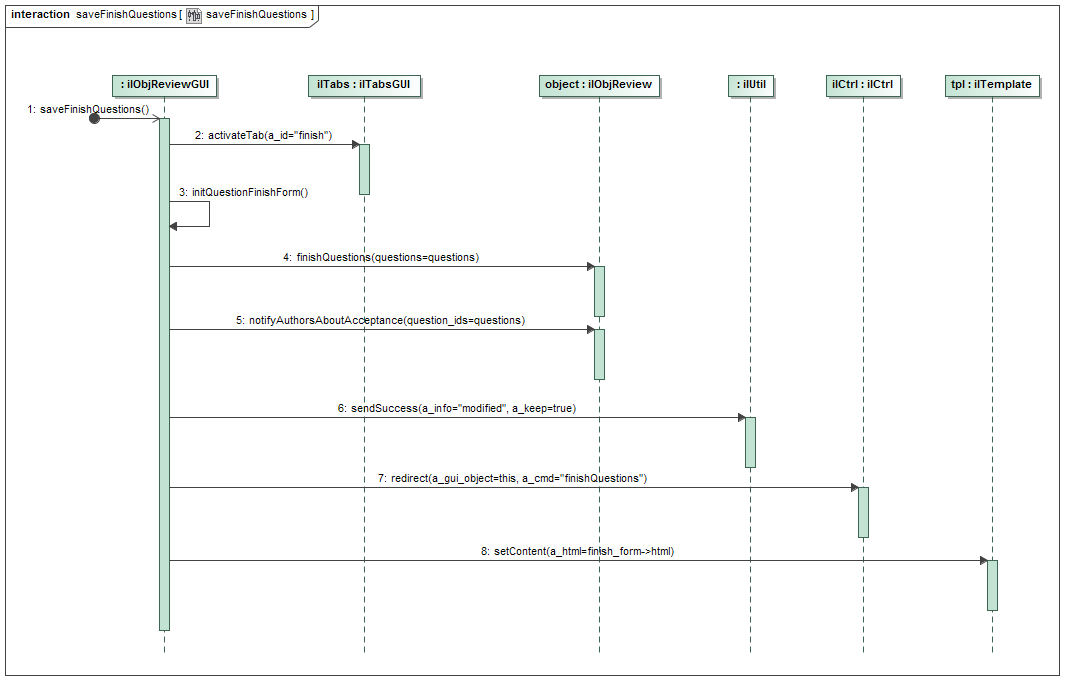 interaction saveFinishQuestions [ saveFinishQuestions ]
: ilObjReviewGUI
ilTabs : ilTabsGUI
object : ilObjReview
: ilUtil
ilCtrl : ilCtrl
tpl : ilTemplate
1: saveFinishQuestions()
2: activateTab(a_id="finish")
3: initQuestionFinishForm()
4: finishQuestions(questions=questions)
5: notifyAuthorsAboutAcceptance(question_ids=questions)
6: sendSuccess(a_info="modified", a_keep=true)
7: redirect(a_gui_object=this, a_cmd="finishQuestions")
8: setContent(a_html=finish_form->html)